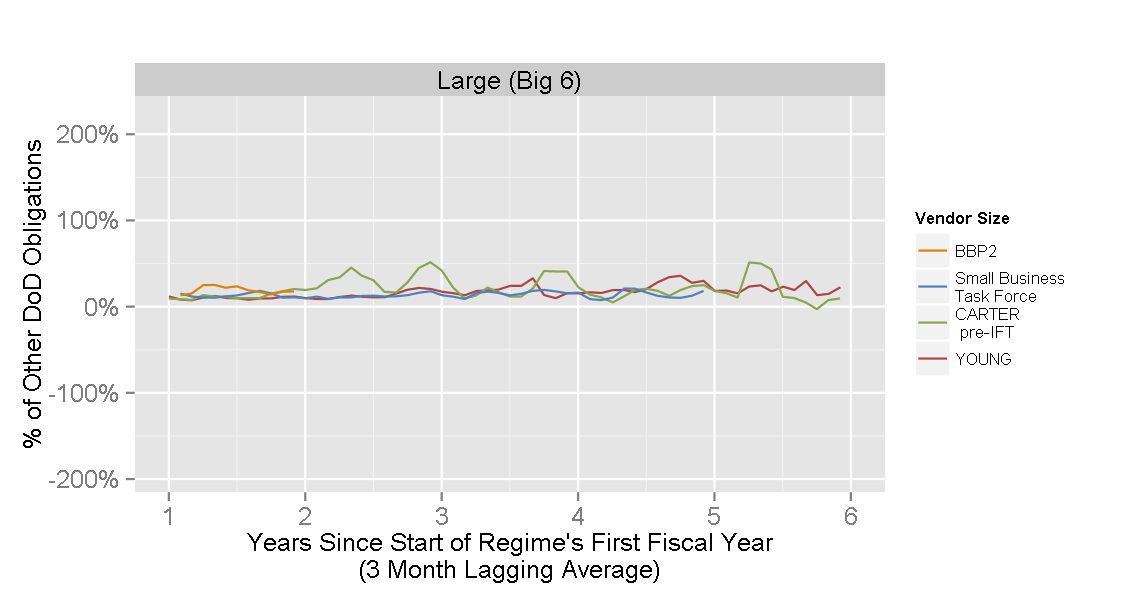 Large (Big 6)
% of Other DoD Obligations
200%
100%
0%
-100%
-200%
1 2 3 4 5 6
Years Since Start of Regime's First Fiscal Year
(3 Month Lagging Average)
Vendor Size
BBP2
Small Business
Task Force
CARTER
pre-IFT
YOUNG